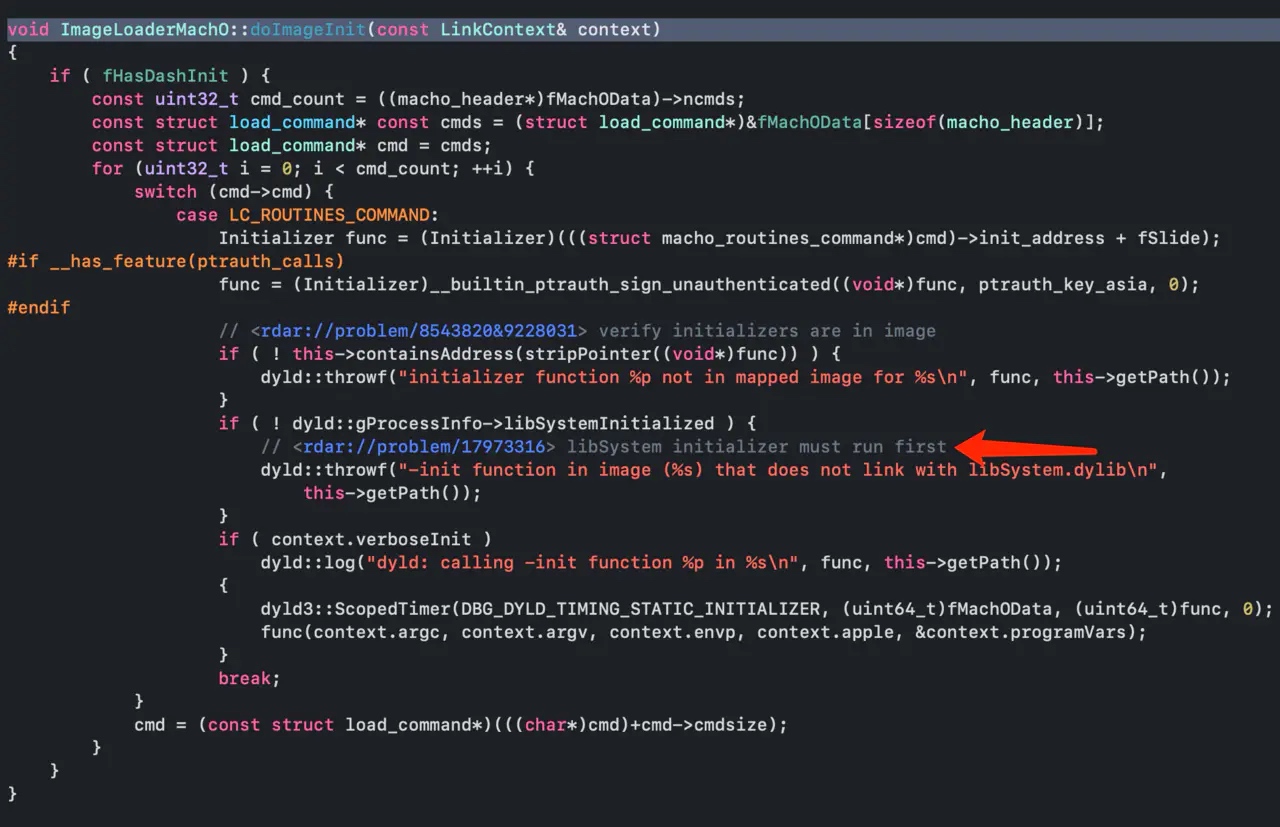 void ImageLoaderMachO::doImageInit(const LinkContext& context)
{
    if ( fHasDashInit ) {
        const uint32_t cmd_count = ((macho_header*)fMachOData)->ncmds;
        const struct load_command* const cmds = (struct load_command*)&fMachOData[sizeof(macho_header)];
        const struct load_command* cmd = cmds;
        for (uint32_t i = 0; i < cmd_count; ++i) {
            switch (cmd->cmd) {
                case LC_ROUTINES_COMMAND:
                    Initializer func = (Initializer)(((struct macho_routines_command*)cmd)->init_address + fSlide);
#if __has_feature(ptrauth_calls)
                    func = (Initializer)__builtin_ptrauth_sign_unauthenticated((void*)func, ptrauth_key_asia, 0);
#endif
                    // <rdar://problem/8543820&9228031> verify initializers are in image
                    if ( ! this->containsAddress(stripPointer((void*)func)) ) {
                        dyld::throwf("initializer function %p not in mapped image for %s\n", func, this->getPath());
                    }
                    if ( ! dyld::gProcessInfo->libSystemInitialized ) {
                        // <rdar://problem/17973316> libSystem initializer must run first
                        dyld::throwf("-init function in image (%s) that does not link with libSystem.dylib\n",
                            this->getPath());
                    }
                    if ( context.verboseInit )
                        dyld::log("dyld: calling -init function %p in %s\n", func, this->getPath());
                    {
                        dyld3::ScopedTimer(DBG_DYLD_TIMING_STATIC_INITIALIZER, (uint64_t)fMachOData, (uint64_t)func, 0);
                        func(context.argc, context.argv, context.envp, context.apple, &context.programVars);
                    }
                    break;
            }
            cmd = (const struct load_command*)(((char*)cmd)+cmd->cmdsize);
        }
    }
}